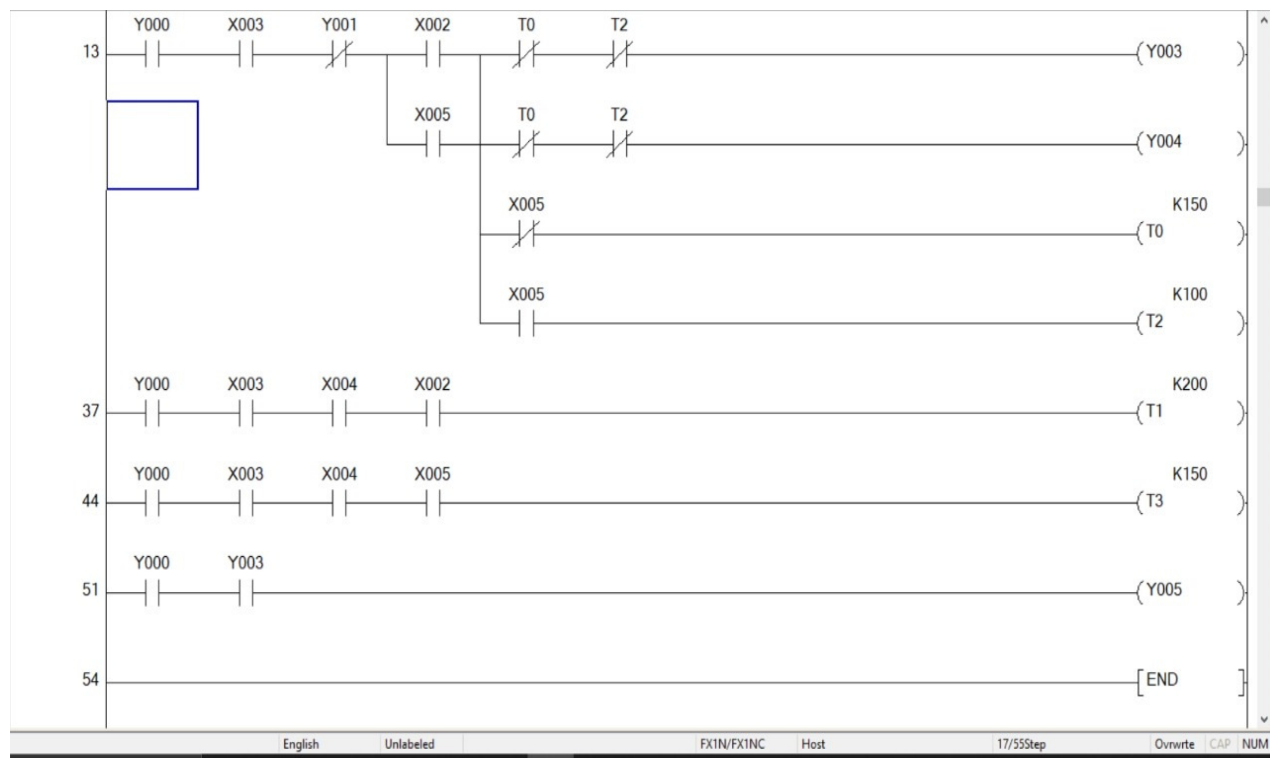 Y000 X003 Y001 X002 T0 T2
13 Y003
X005 T0 T2
Y004
X005 K150
T0
X005 K100
T2
Y000 X003 X004 X002 K200
37 T1
Y000 X003 X004 X005 K150
44 T3
Y000 Y003
51 Y005
54 END
English Unlabeled FX1N/FX1NC Host 17/55Step Ovrwrte CAP NUM